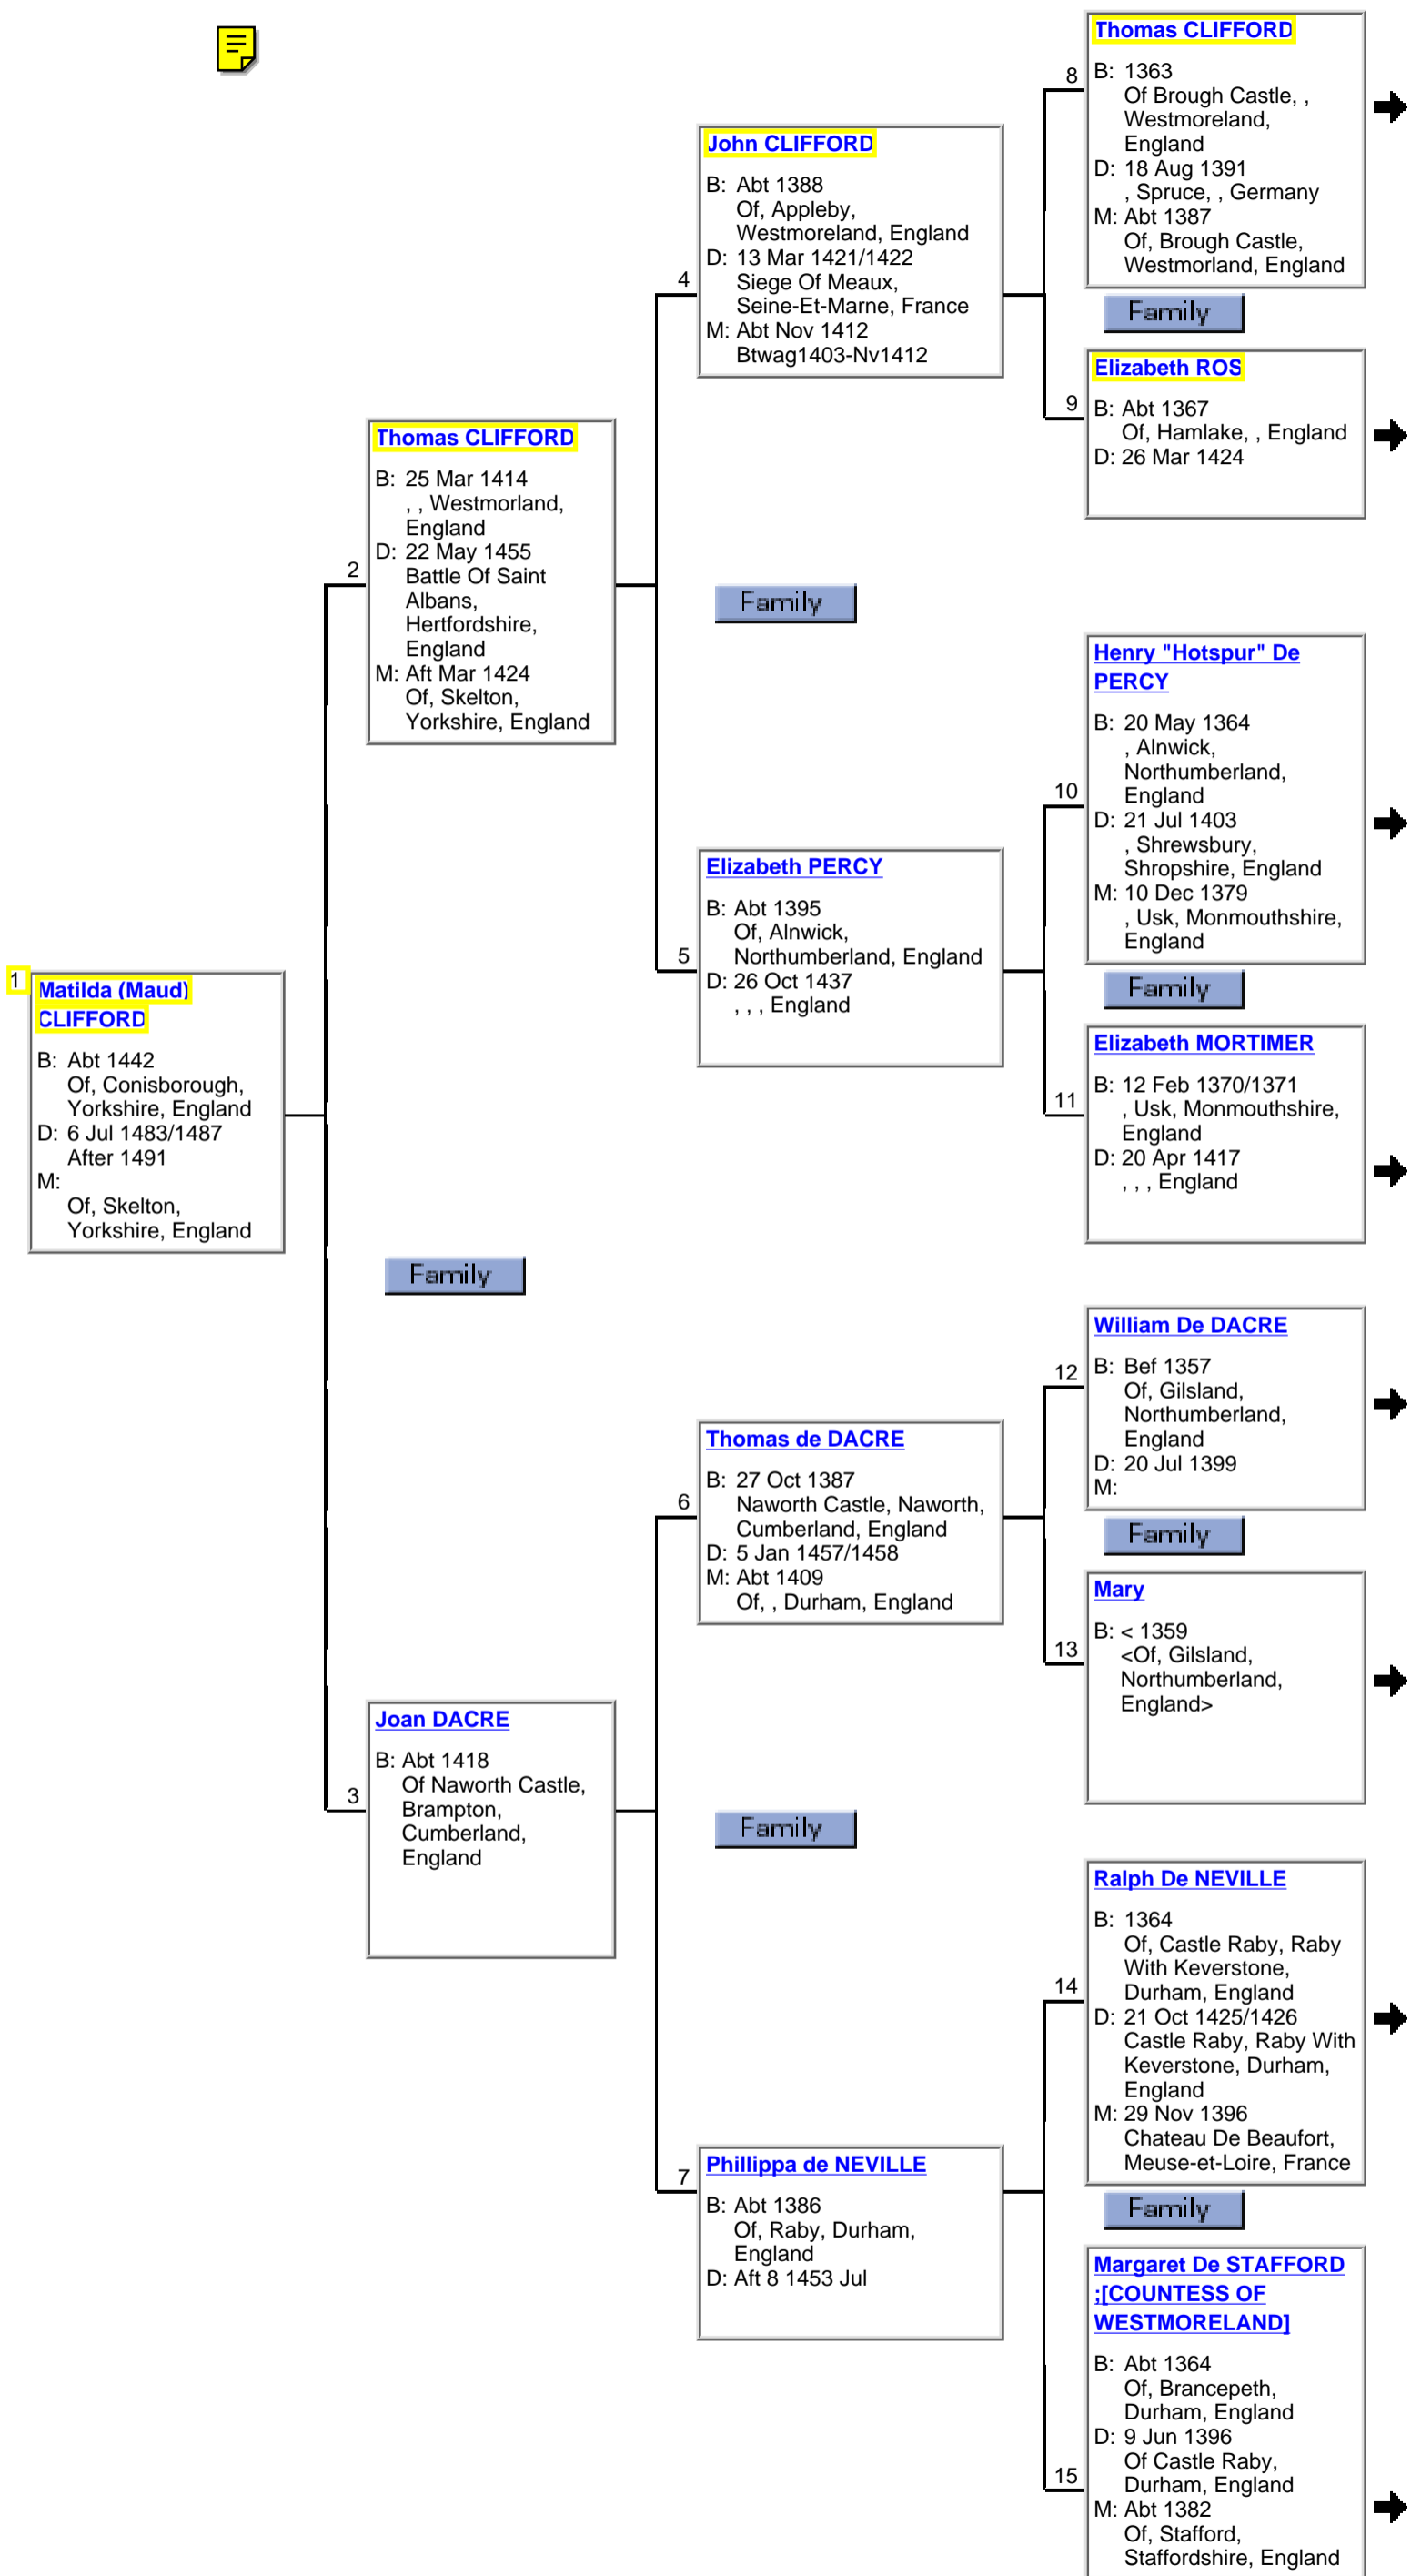 1
Matilda (Maud)
CLIFFORD
B: Abt 1442
Of, Conisborough,
Yorkshire, England
D: 6 Jul 1483/1487
After 1491
M:
Of, Skelton,
Yorkshire, England
2
Thomas CLIFFORD
B: 25 Mar 1414
, , Westmorland,
England
D: 22 May 1455
Battle Of Saint
Albans,
Hertfordshire,
England
M: Aft Mar 1424
Of, Skelton,
Yorkshire, England
Family
3
Joan DACRE
B: Abt 1418
Of Naworth Castle,
Brampton,
Cumberland,
England
4
John CLIFFORD
B: Abt 1388
Of, Appleby,
Westmoreland, England
D: 13 Mar 1421/1422
Siege Of Meaux,
Seine-Et-Marne, France
M: Abt Nov 1412
Btwag1403-Nv1412
Family
5
Elizabeth PERCY
B: Abt 1395
Of, Alnwick,
Northumberland, England
D: 26 Oct 1437
, , , England
6
Thomas de DACRE
B: 27 Oct 1387
Naworth Castle, Naworth,
Cumberland, England
D: 5 Jan 1457/1458
M: Abt 1409
Of, , Durham, England
Family
7
Phillippa de NEVILLE
B: Abt 1386
Of, Raby, Durham,
England
D: Aft 8 1453 Jul
8
Thomas CLIFFORD
B: 1363
Of Brough Castle, ,
Westmoreland,
England
D: 18 Aug 1391
, Spruce, , Germany
M: Abt 1387
Of, Brough Castle,
Westmorland, England
Family
9
Elizabeth ROS
B: Abt 1367
Of, Hamlake, , England
D: 26 Mar 1424
10
Henry "Hotspur" De
PERCY
B: 20 May 1364
, Alnwick,
Northumberland,
England
D: 21 Jul 1403
, Shrewsbury,
Shropshire, England
M: 10 Dec 1379
, Usk, Monmouthshire,
England
Family
11
Elizabeth MORTIMER
B: 12 Feb 1370/1371
, Usk, Monmouthshire,
England
D: 20 Apr 1417
, , , England
12
William De DACRE
B: Bef 1357
Of, Gilsland,
Northumberland,
England
D: 20 Jul 1399
M:
Family
13
Mary
B: < 1359
<Of, Gilsland,
Northumberland,
England>
14
Ralph De NEVILLE
B: 1364
Of, Castle Raby, Raby
With Keverstone,
Durham, England
D: 21 Oct 1425/1426
Castle Raby, Raby With
Keverstone, Durham,
England
M: 29 Nov 1396
Chateau De Beaufort,
Meuse-et-Loire, France
Family
15
Margaret De STAFFORD
;[COUNTESS OF
WESTMORELAND]
B: Abt 1364
Of, Brancepeth,
Durham, England
D: 9 Jun 1396
Of Castle Raby,
Durham, England
M: Abt 1382
Of, Stafford,
Staffordshire, England